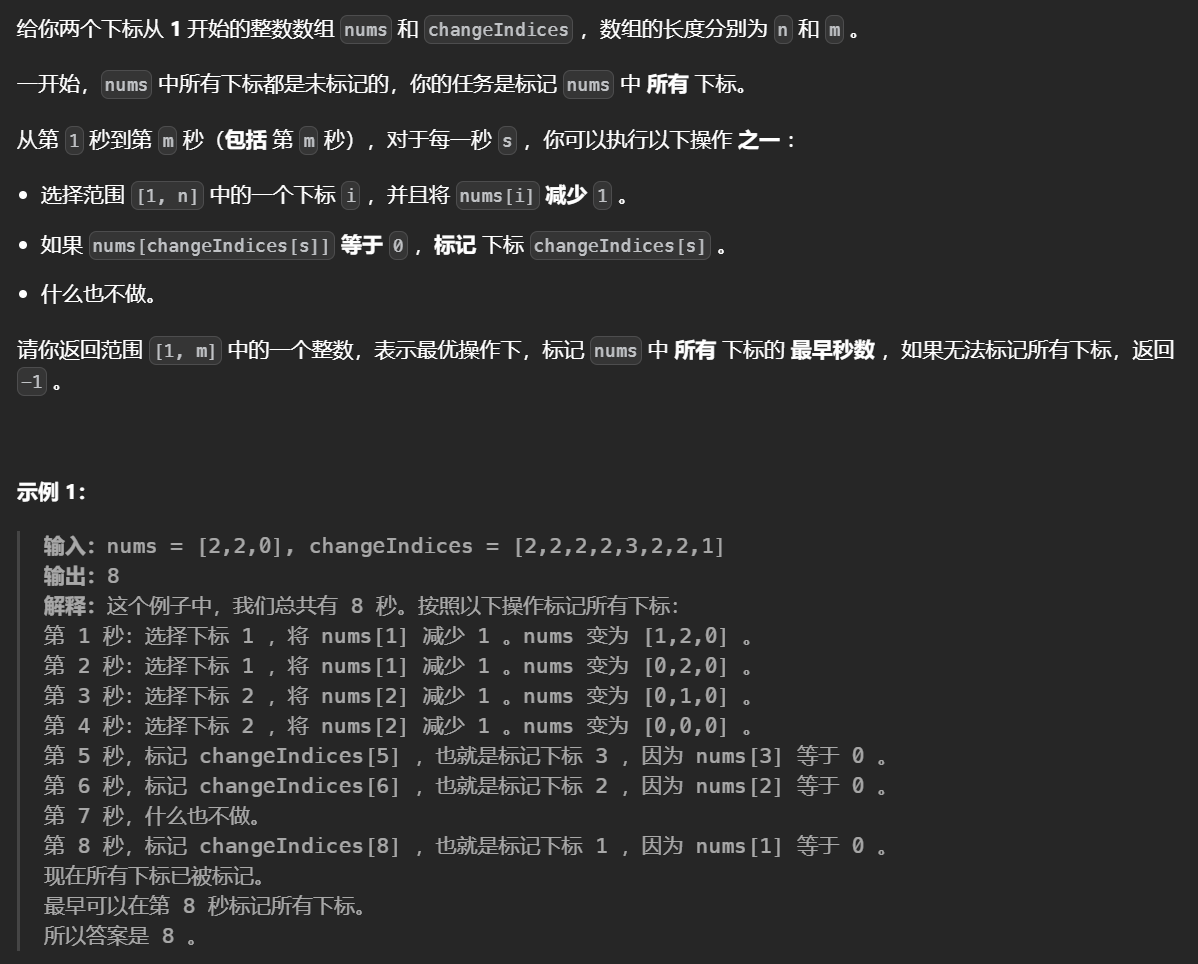 给你两个下标从 1 开始的整数数组 nums 和 changeIndices ，数组的长度分别为 n 和 m 。
一开始，nums 中所有下标都是未标记的，你的任务是标记 nums 中 所有 下标。
从第 1 秒到第 m 秒（包括 第 m 秒），对于每一秒 s ，你可以执行以下操作 之一 ：
• 选择范围 [1, n] 中的一个下标 i ，并且将 nums[i] 减少 1 。
• 如果 nums[changeIndices[s]] 等于 0 ，标记 下标 changeIndices[s] 。
• 什么也不做。
请你返回范围 [1, m] 中的一个整数，表示最优操作下，标记 nums 中 所有 下标的 最早秒数 ，如果无法标记所有下标，返回
-1 。
示例 1：
输入：nums = [2,2,0], changeIndices = [2,2,2,2,3,2,2,1]
输出：8
解释：这个例子中，我们总共有 8 秒。按照以下操作标记所有下标：
第 1 秒：选择下标 1 ，将 nums[1] 减少 1 。nums 变为 [1,2,0] 。
第 2 秒：选择下标 1 ，将 nums[1] 减少 1 。nums 变为 [0,2,0] 。
第 3 秒：选择下标 2 ，将 nums[2] 减少 1 。nums 变为 [0,1,0] 。
第 4 秒：选择下标 2 ，将 nums[2] 减少 1 。nums 变为 [0,0,0] 。
第 5 秒，标记 changeIndices[5] ，也就是标记下标 3 ，因为 nums[3] 等于 0 。
第 6 秒，标记 changeIndices[6] ，也就是标记下标 2 ，因为 nums[2] 等于 0 。
第 7 秒，什么也不做。
第 8 秒，标记 changeIndices[8] ，也就是标记下标 1 ，因为 nums[1] 等于 0 。
现在所有下标已被标记。
最早可以在第 8 秒标记所有下标。
所以答案是 8 。